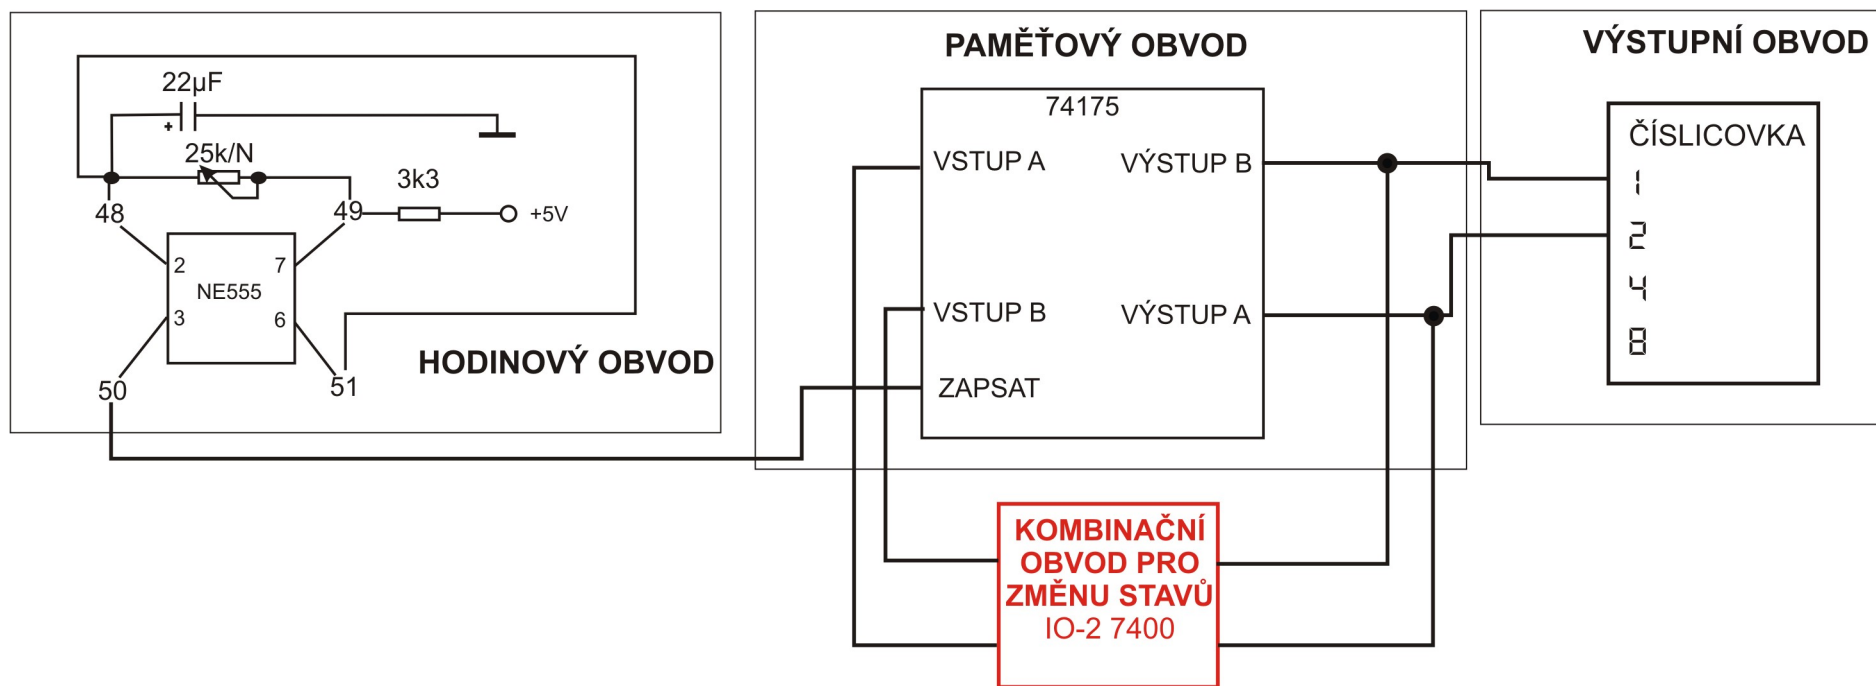 22µF
+
25k/N
3k3
48
49
+5V
2
7
NE555
3
6
50
51
HODINOVÝ OBVOD
PAMĚŤOVÝ OBVOD
74175
VSTUP A
VÝSTUP B
VSTUP B
VÝSTUP A
ZAPSAT
VÝSTUPNÍ OBVOD
ČÍSLICOVKA
1
2
4
8
KOMBINAČNÍ
OBVOD PRO
ZMĚNU STAVŮ
IO-2 7400